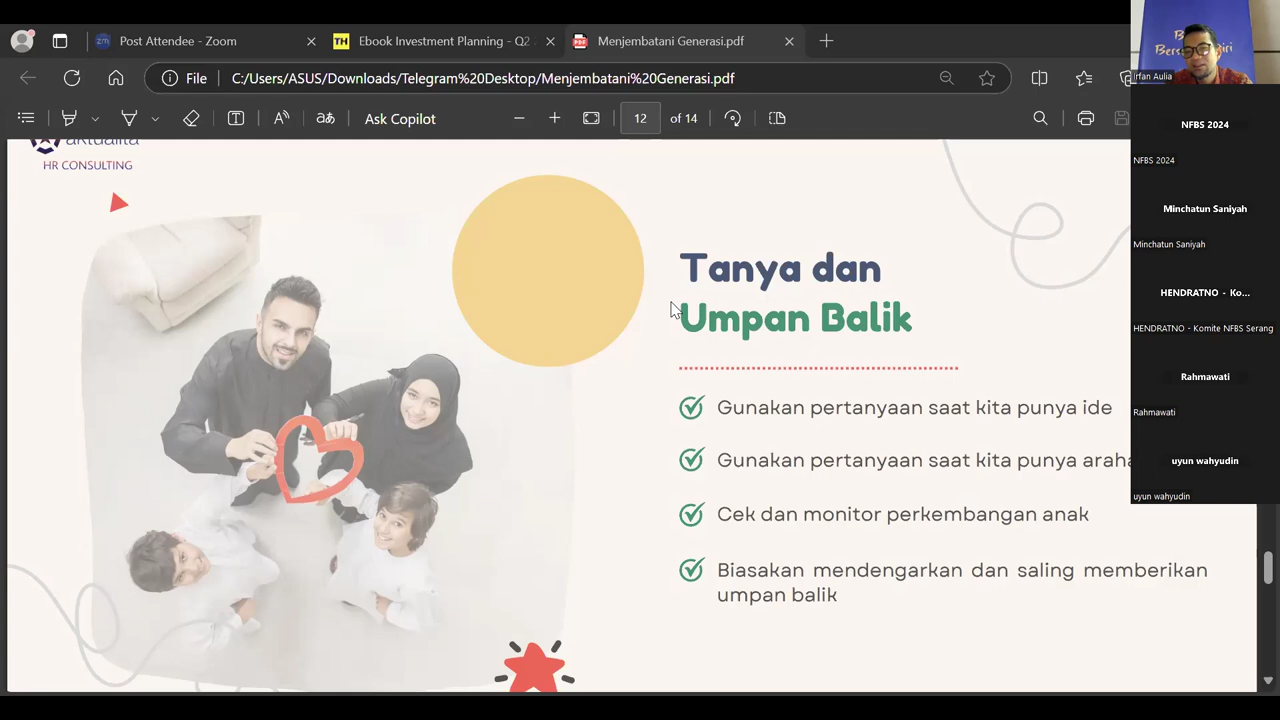 Post Attendee - Zoom
Ebook Investment Planning - Q2
Menjembatani Generasi.pdf
File
C:/Users/ASUS/Downloads/Telegram%20Desktop/Menjembatani%20Generasi.pdf
Ask Copilot
12
of 14
aktualita
HR CONSULTING
Tanya dan
Umpan Balik
Gunakan pertanyaan saat kita punya ide
Gunakan pertanyaan saat kita punya
Cek dan monitor perkembangan anak
Biasakan mendengarkan dan saling memberikan
umpan balik
Irfan Aulia
NFBS 2024
NFBS 2024
Minchatun Saniyah
Minchatun Saniyah
HENDRATNO - Ko...
HENDRATNO - Komite NFBS Serang
Rahmawati
Rahmawati
uyun wahyudin
uyun wahyudin